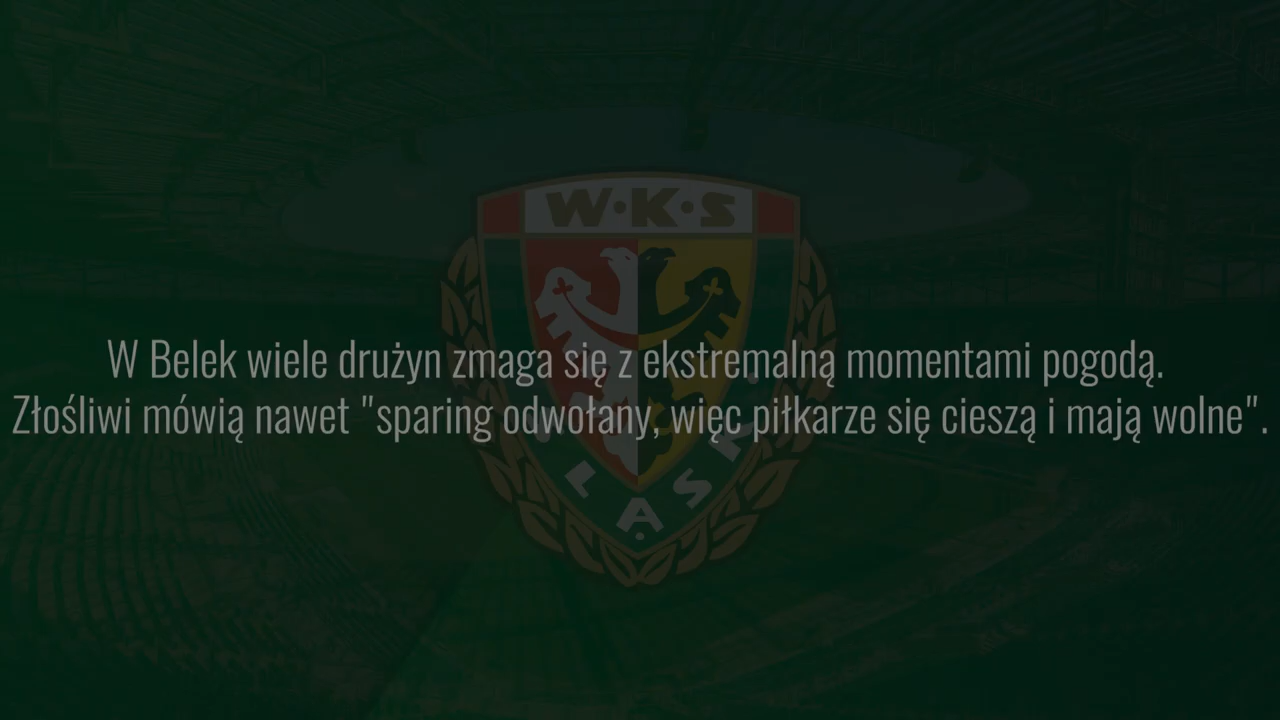 W·K·S
W Belek wiele drużyn zmaga się z ekstremalną momentami pogodą.
Złośliwi mówią nawet "sparing odwołany, więc piłkarze się cieszą i mają wolne".
ŚLĄSK